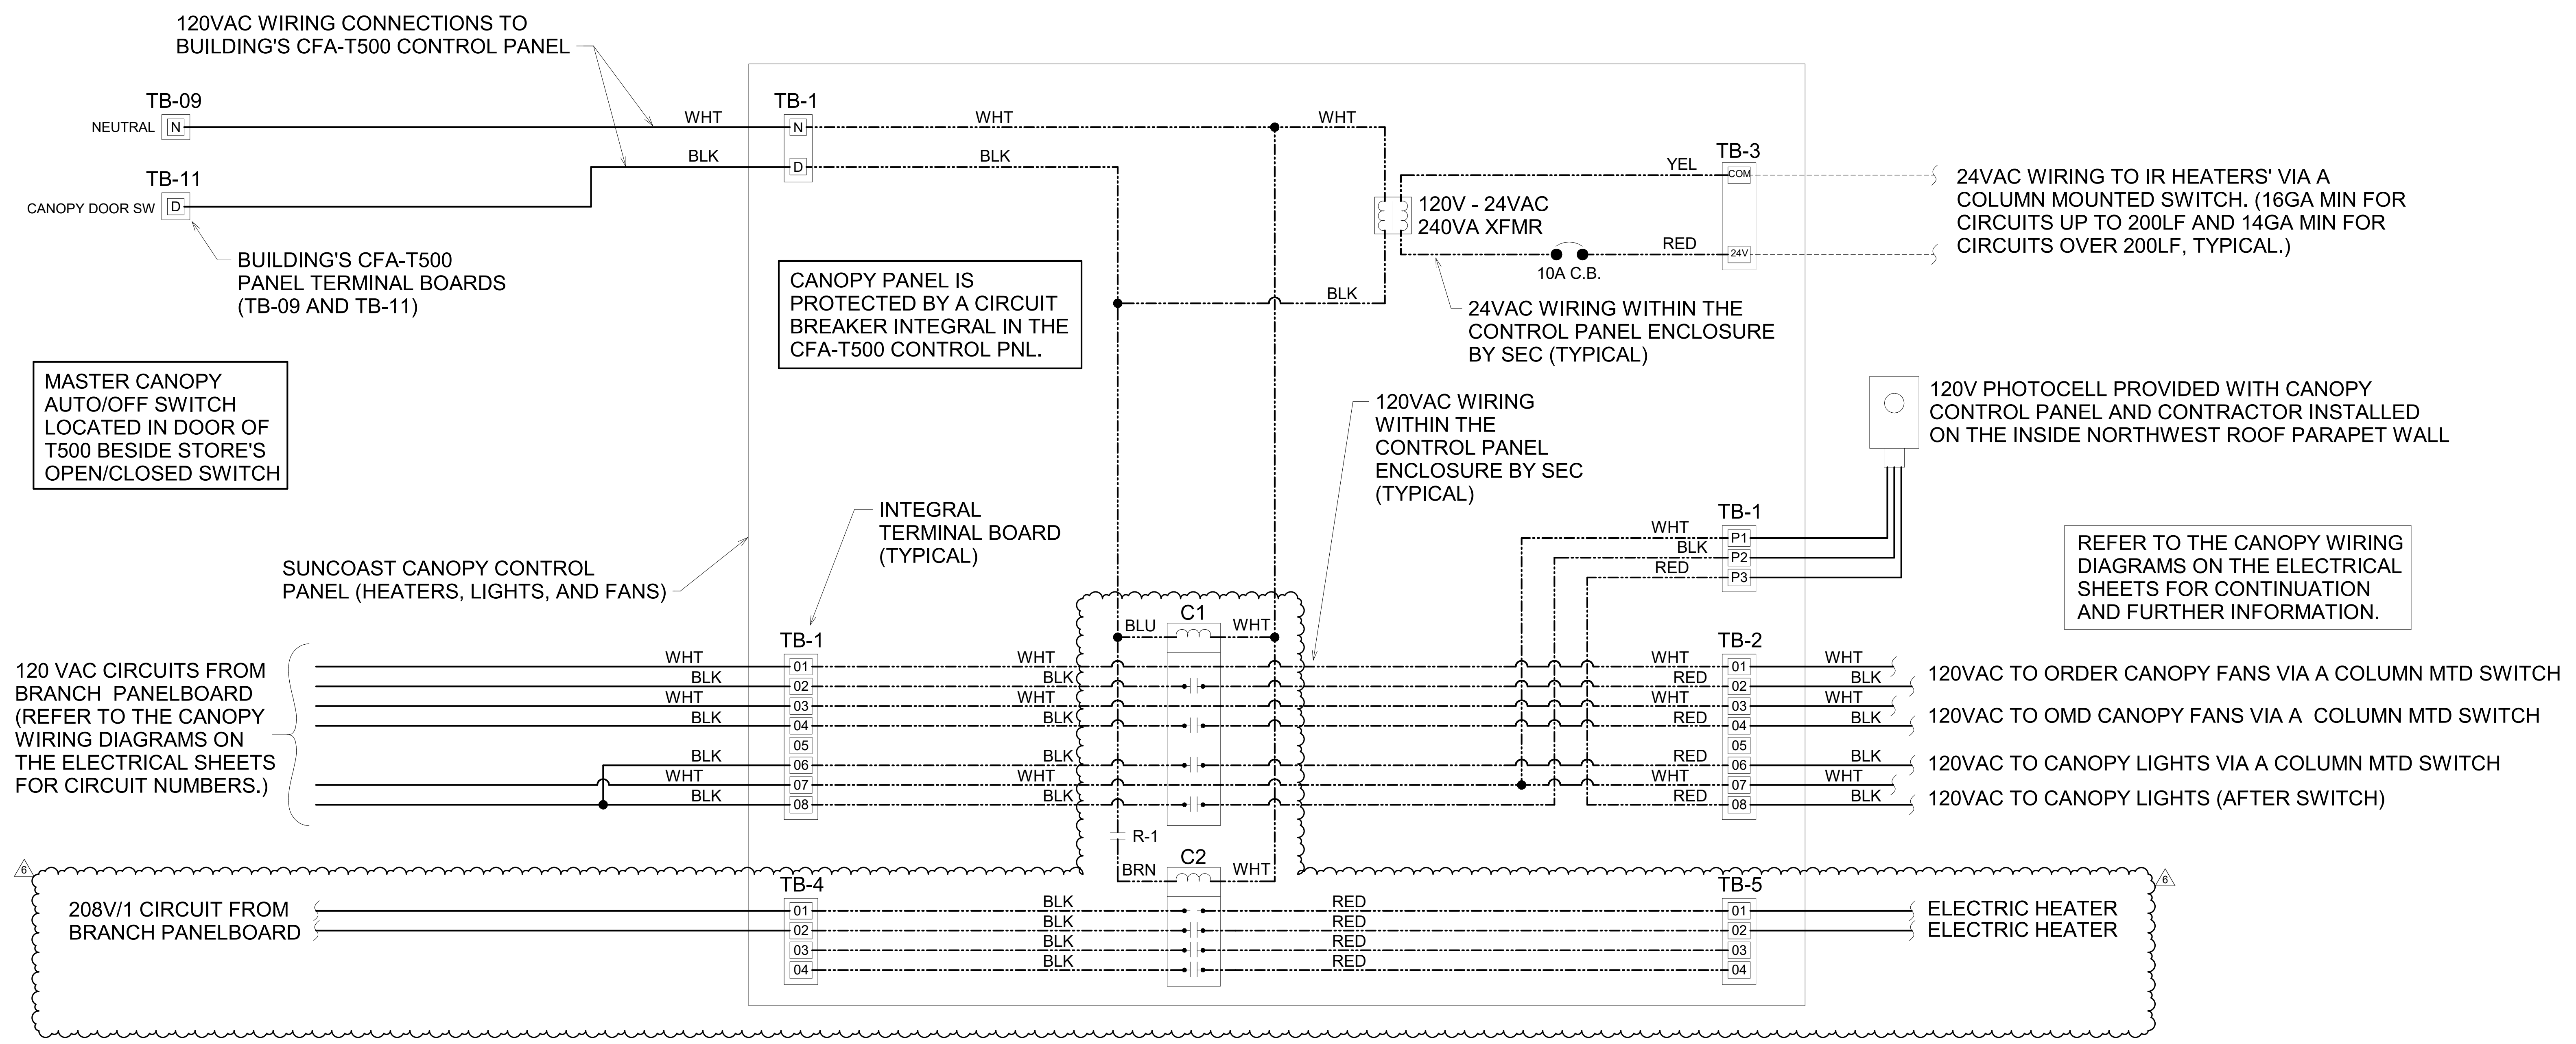 120VAC WIRING CONNECTIONS TO
BUILDING'S CFA-T500 CONTROL PANEL
TB-09
NEUTRAL N
WHT
TB-1
N
WHT
WHT
TB-11
CANOPY DOOR SW D
BLK
D
BLK
BUILDING'S CFA-T500
PANEL TERMINAL BOARDS
(TB-09 AND TB-11)
CANOPY PANEL IS
PROTECTED BY A CIRCUIT
BREAKER INTEGRAL IN THE
CFA-T500 CONTROL PNL.
BLK
120V - 24VAC
240VA XFMR
YEL
TB-3
COM
RED
24V
10A C.B.
24VAC WIRING TO IR HEATERS' VIA A
COLUMN MOUNTED SWITCH. (16GA MIN FOR
CIRCUITS UP TO 200LF AND 14GA MIN FOR
CIRCUITS OVER 200LF, TYPICAL.)
24VAC WIRING WITHIN THE
CONTROL PANEL ENCLOSURE
BY SEC (TYPICAL)
MASTER CANOPY
AUTO/OFF SWITCH
LOCATED IN DOOR OF
T500 BESIDE STORE'S
OPEN/CLOSED SWITCH
120VAC WIRING
WITHIN THE
CONTROL PANEL
ENCLOSURE BY SEC
(TYPICAL)
120V PHOTOCELL PROVIDED WITH CANOPY
CONTROL PANEL AND CONTRACTOR INSTALLED
ON THE INSIDE NORTHWEST ROOF PARAPET WALL
INTEGRAL
TERMINAL BOARD
(TYPICAL)
SUNCOAST CANOPY CONTROL
PANEL (HEATERS, LIGHTS, AND FANS)
TB-1
WHT P1
BLK P2
RED P3
REFER TO THE CANOPY WIRING
DIAGRAMS ON THE ELECTRICAL
SHEETS FOR CONTINUATION
AND FURTHER INFORMATION.
C1
BLU WHT
120 VAC CIRCUITS FROM
BRANCH PANELBOARD
(REFER TO THE CANOPY
WIRING DIAGRAMS ON
THE ELECTRICAL SHEETS
FOR CIRCUIT NUMBERS.)
TB-1
TB-2
WHT 01 WHT WHT 01 WHT
BLK 02 BLK RED 02 BLK
WHT 03 WHT WHT 03 WHT
BLK 04 BLK RED 04 BLK
05 05
BLK 06 BLK RED 06 BLK
WHT 07 WHT WHT 07 WHT
BLK 08 BLK RED 08 BLK
120VAC TO ORDER CANOPY FANS VIA A COLUMN MTD SWITCH
120VAC TO OMD CANOPY FANS VIA A COLUMN MTD SWITCH
120VAC TO CANOPY LIGHTS VIA A COLUMN MTD SWITCH
120VAC TO CANOPY LIGHTS (AFTER SWITCH)
R-1
C2
BRN WHT
6
6
208V/1 CIRCUIT FROM
BRANCH PANELBOARD
TB-4
TB-5
01 BLK RED 01
02 BLK RED 02
03 BLK RED 03
04 BLK RED 04
ELECTRIC HEATER
ELECTRIC HEATER